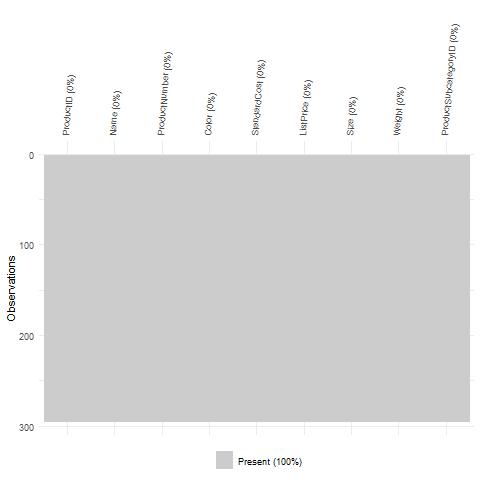 ProductID (0%)
Name (0%)
ProductNumber (0%)
Color (0%)
StandardCost (0%)
ListPrice (0%)
Size (0%)
Weight (0%)
ProductSubcategoryID (0%)
0
100
200
300
Observations
Present (100%)